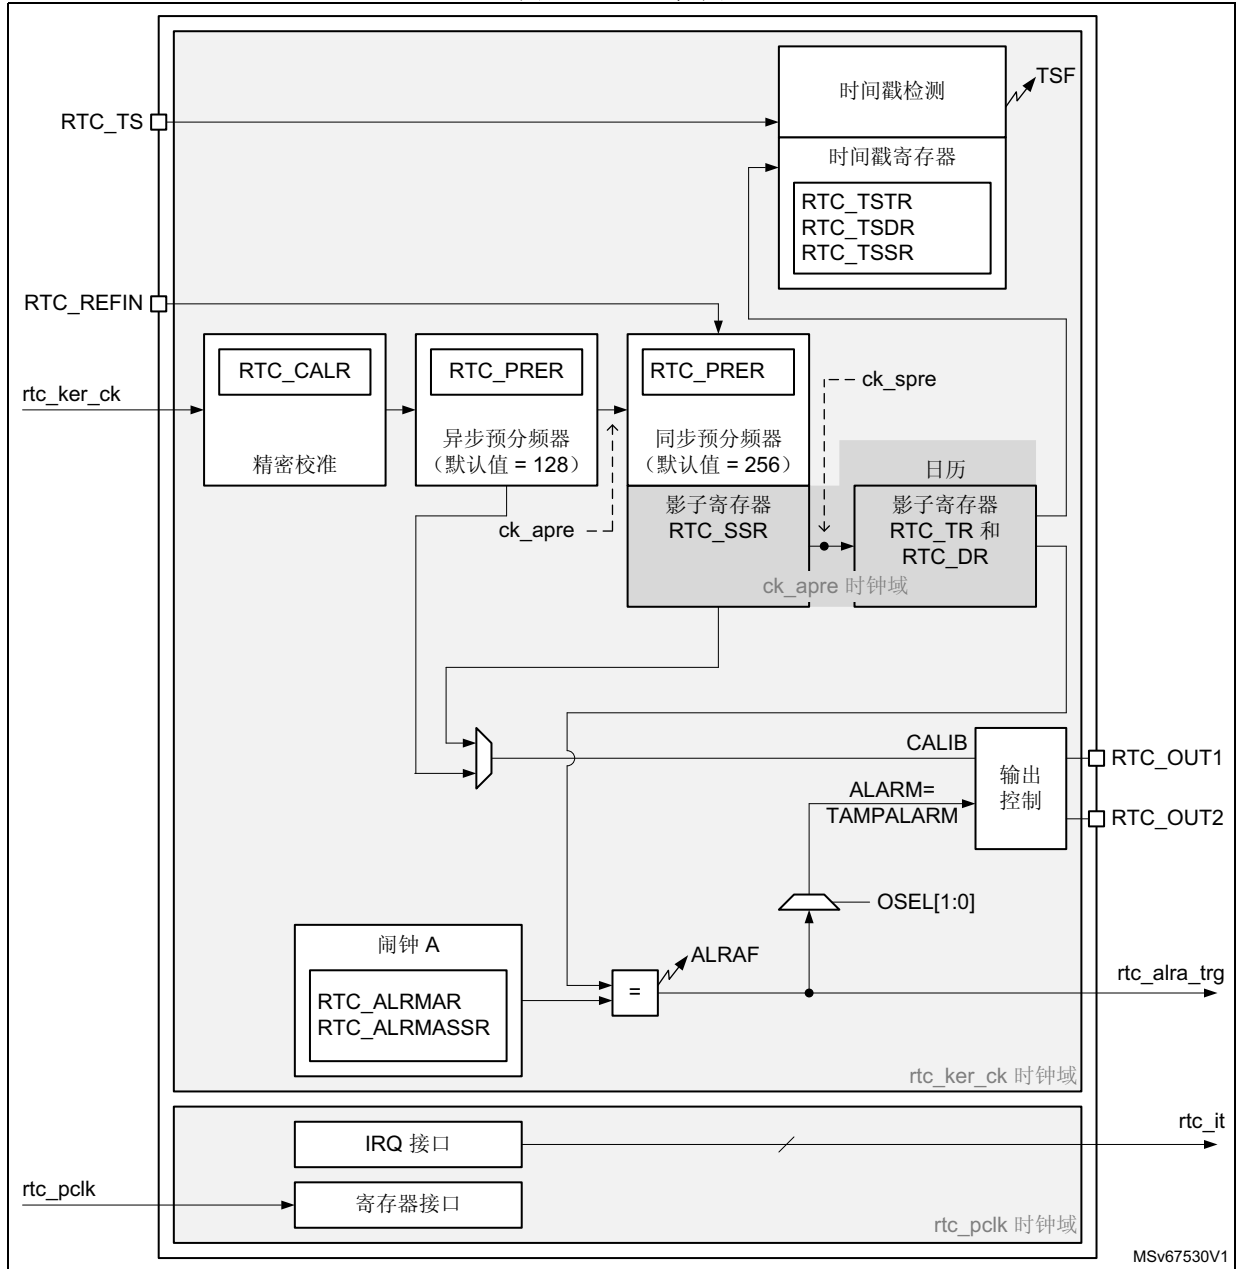 时间戳检测
TSF
RTC_TS
时间戳寄存器
RTC_TSTR
RTC_TSDR
RTC_TSSR
RTC_REFIN
RTC_CALR
RTC_PRER
RTC_PRER
ck_spre
rtc_ker_ck
精密校准
异步预分频器
（默认值 = 128）
同步预分频器
（默认值 = 256）
日历
ck_apre
影子寄存器
RTC_SSR
影子寄存器
RTC_TR 和
RTC_DR
ck_apre 时钟域
CALIB
输出
控制
RTC_OUT1
ALARM=
TAMPALARM
RTC_OUT2
OSEL[1:0]
闹钟 A
RTC_ALRMAR
RTC_ALRMASSR
=
ALRAF
rtc_alra_trg
rtc_ker_ck 时钟域
IRQ 接口
rtc_it
rtc_pclk
寄存器接口
rtc_pclk 时钟域
MSv67530V1